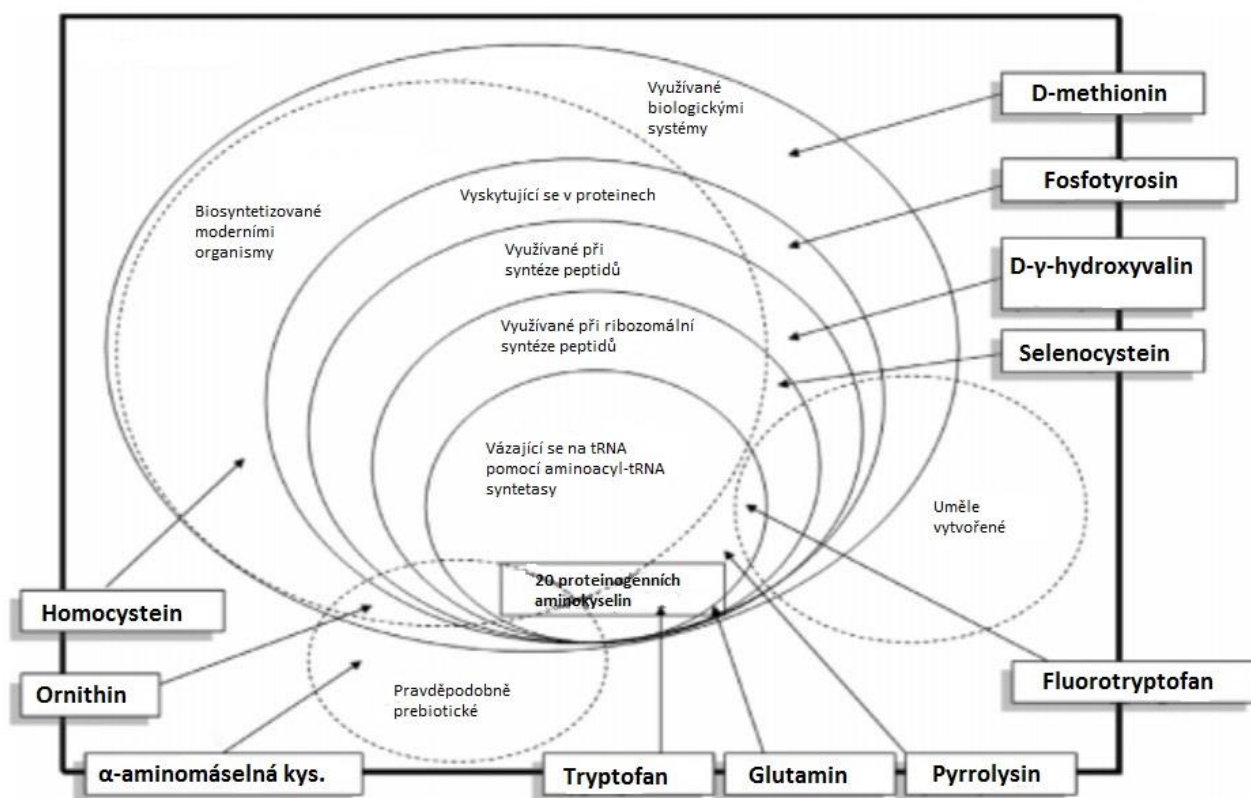 Využívané
biologickými
systémy
D-methionin
Vyskytující se v proteinech
Fosfotyrosin
Biosyntetizované
moderními
organismy
Využívané při
syntéze peptidů
D-γ-hydroxyvalin
Využívané při ribozomální
syntéze peptidů
Selenocystein
Vázající se na tRNA
pomocí aminoacyl-tRNA
syntetasy
Uměle
vytvořené
20 proteinogenních
aminokyselin
Homocystein
Ornithin
Pravděpodobně
prebiotické
Fluorotryptofan
α-aminomáselná kys.
Tryptofan
Glutamin
Pyrrolysin